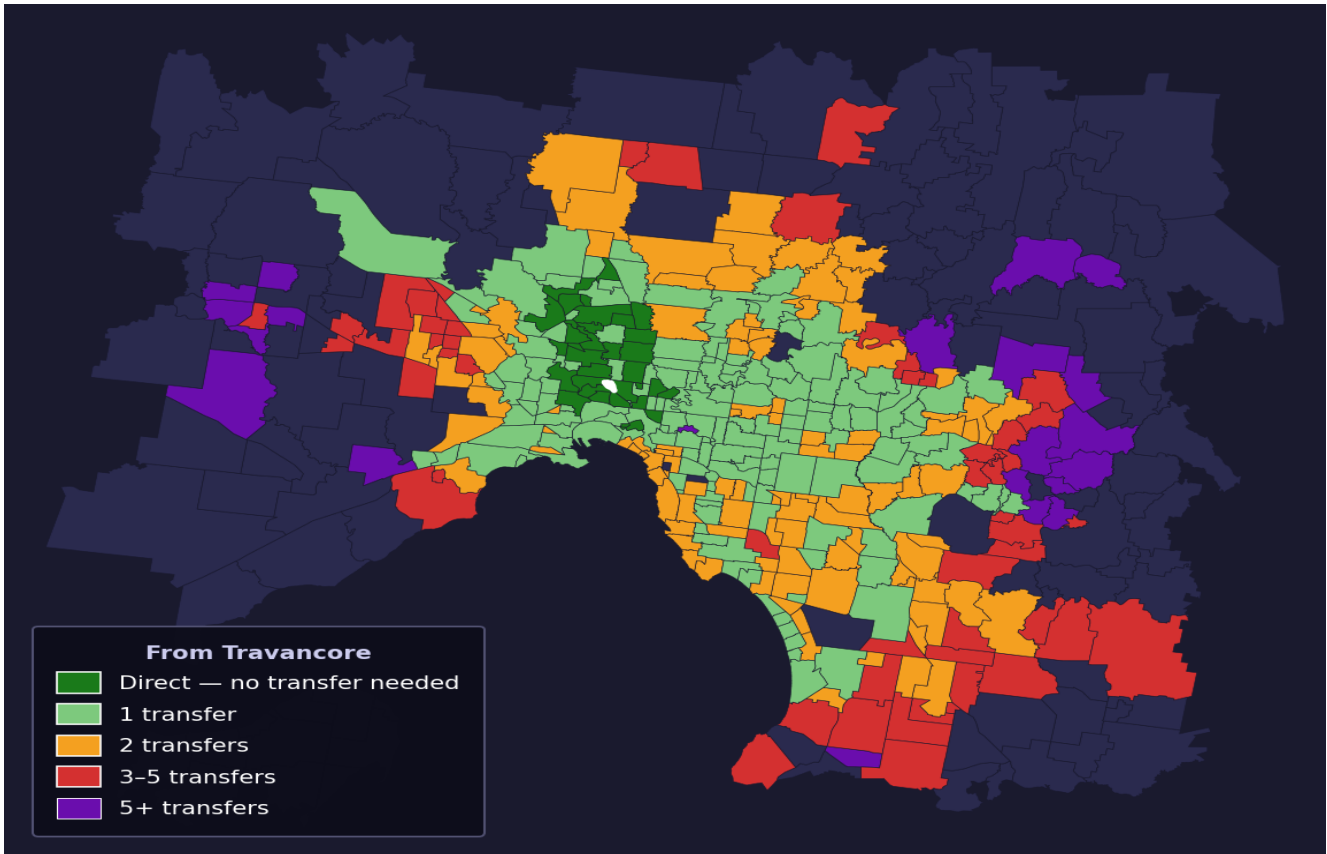 From Travancore
Direct — no transfer needed
1 transfer
2 transfers
3–5 transfers
5+ transfers